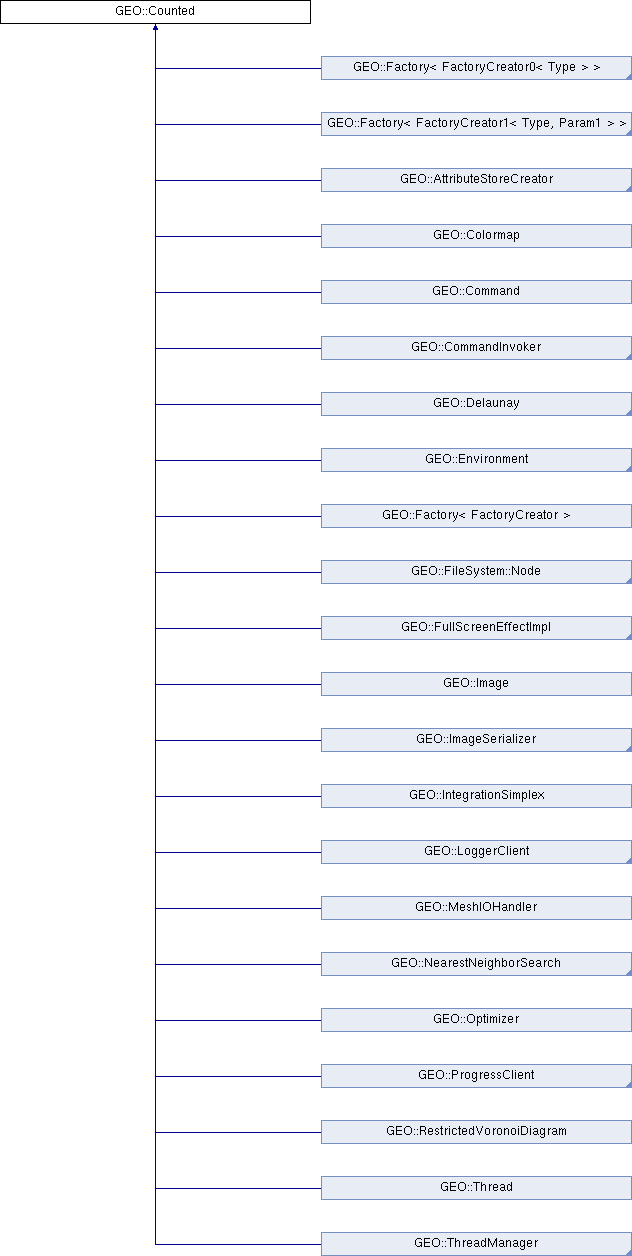 GEO::Counted
GEO::Factory< FactoryCreator0< Type > >
GEO::Factory< FactoryCreator1< Type, Param1 > >
GEO::AttributeStoreCreator
GEO::Colormap
GEO::Command
GEO::CommandInvoker
GEO::Delaunay
GEO::Environment
GEO::Factory< FactoryCreator >
GEO::FileSystem::Node
GEO::FullScreenEffectImpl
GEO::Image
GEO::ImageSerializer
GEO::IntegrationSimplex
GEO::LoggerClient
GEO::MeshIOHandler
GEO::NearestNeighborSearch
GEO::Optimizer
GEO::ProgressClient
GEO::RestrictedVoronoiDiagram
GEO::Thread
GEO::ThreadManager